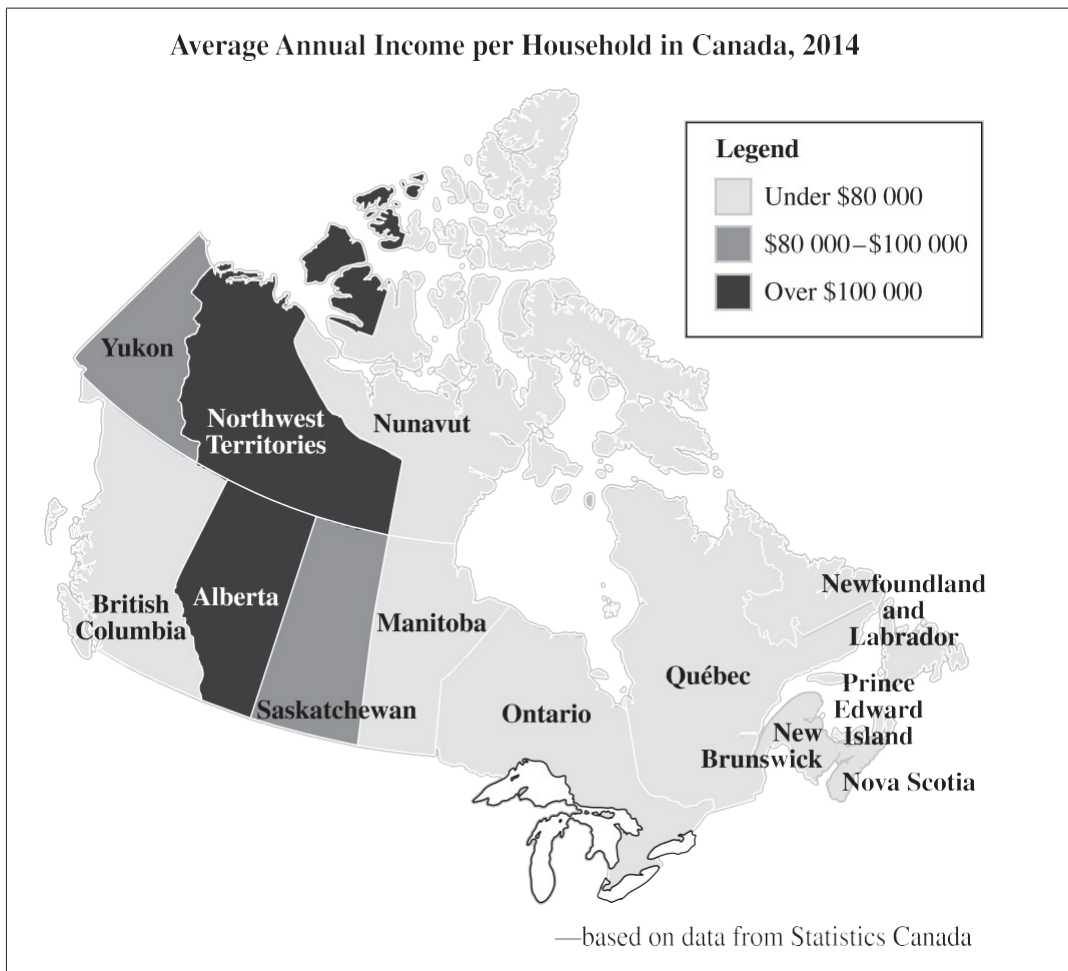 Average Annual Income per Household in Canada, 2014
Legend
Under $80 000
$80 000–$100 000
Over $100 000
Yukon
Northwest
Territories
Nunavut
British
Columbia
Alberta
Saskatchewan
Manitoba
Ontario
Québec
Newfoundland
and
Labrador
Prince
Edward
Island
New
Brunswick
Nova Scotia
—based on data from Statistics Canada